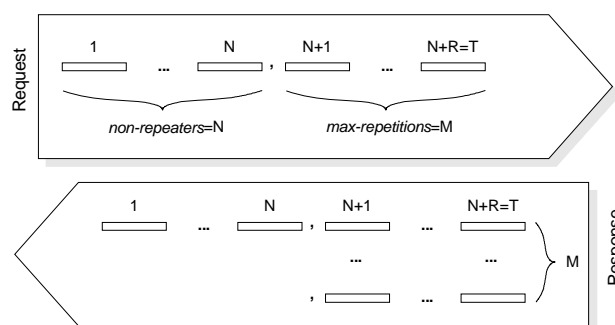 Request
1 N N+1 N+R=T
... , ...
non-repeaters=N max-repetitions=M
1 N N+1 N+R=T
... , ...
... ... M
, ...
Response